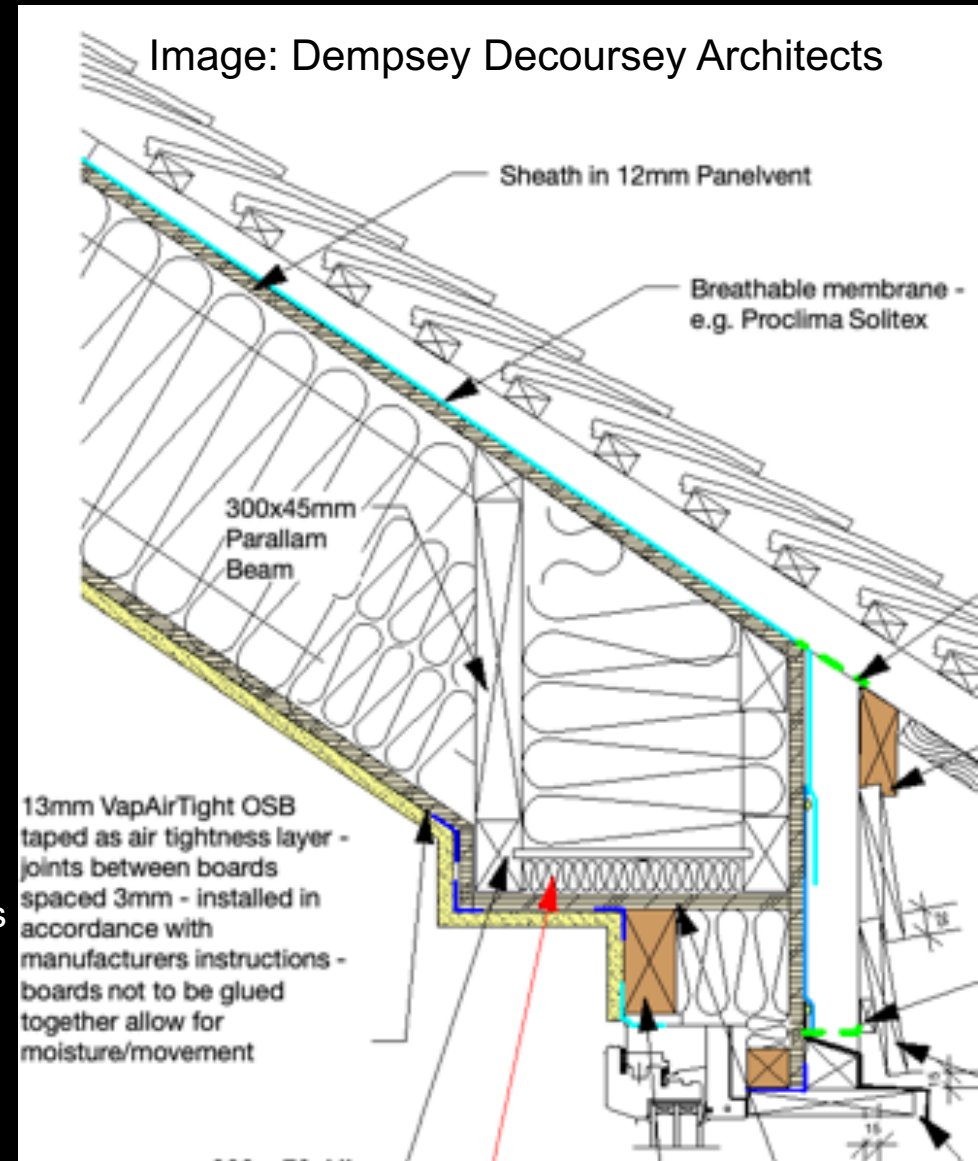 Image: Dempsey Decoursey Architects
Sheath in 12mm Panelvent
Breathable membrane -
e.g. Proclima Solitex
300x45mm
Parallam
Beam
13mm VapAirTight OSB
taped as air tightness layer -
joints between boards
spaced 3mm - installed in
accordance with
manufacturers instructions -
boards not to be glued
together allow for
moisture/movement
s
15
15